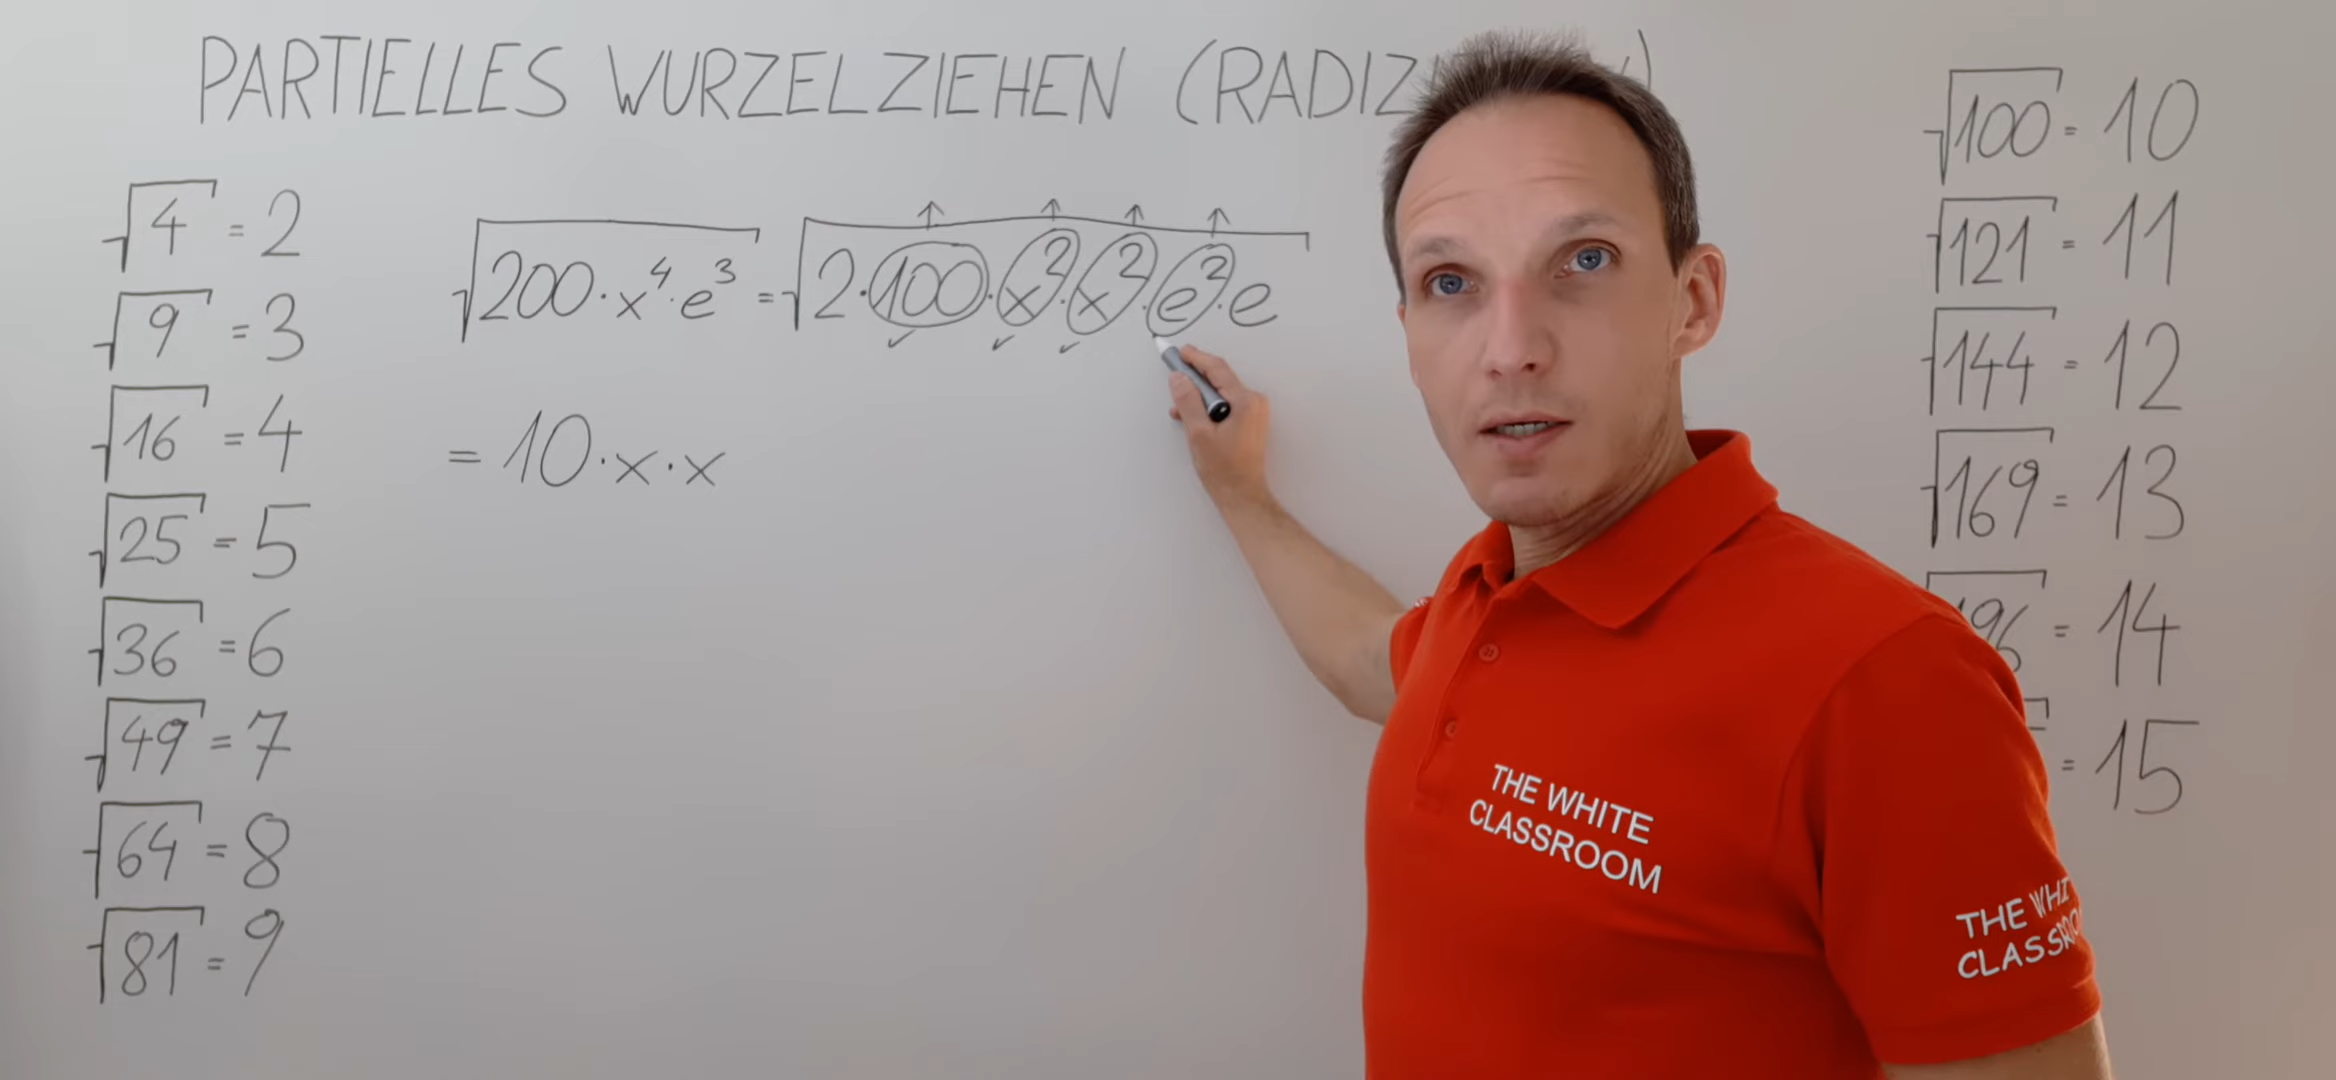 PARTIELLES WURZELZIEHEN (RADIZ
√4 = 2
√9 = 3
√16 = 4
√25 = 5
√36 = 6
√49 = 7
√64 = 8
√81 = 9
√(200·x⁴·e³) = √(2·100·x²·x²·e²·e)
= 10·x·x
√100 = 10
√121 = 11
√144 = 12
√169 = 13
96 = 14
= 15
THE WHITE
CLASSROOM
THE WHI
CLASSRO